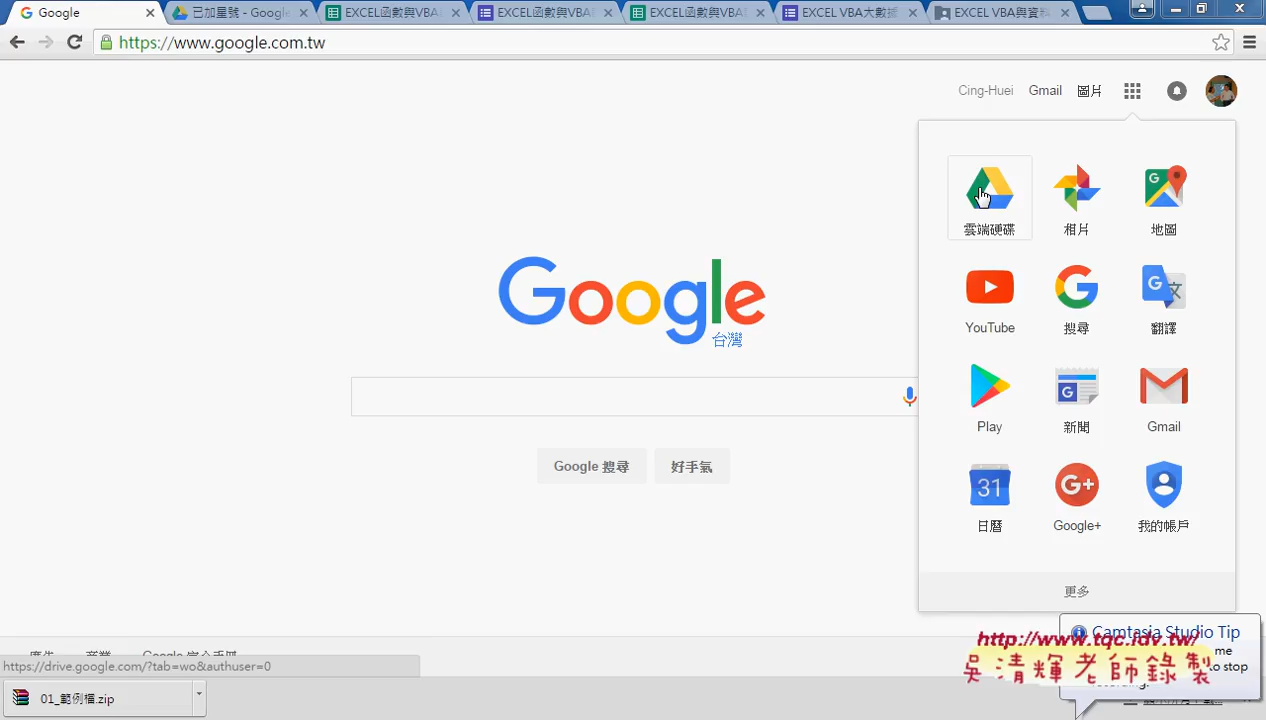 Google
已加星號 - Google
EXCEL函數與VBA
EXCEL函數與VBA
EXCEL函數與VBA
EXCEL VBA大數據
EXCEL VBA與資料
https://www.google.com.tw
Cing-Huei
Gmail
圖片
雲端硬碟
相片
地圖
YouTube
搜尋
翻譯
Play
新聞
Gmail
31
日曆
G+
Google+
我的帳戶
更多
Google
台灣
Google 搜尋
好手氣
https://drive.google.com/?tab=wo&authuser=0
01_範例檔.zip
Camtasia Studio Tip
http://www.tqc.idv.tw/
me
to stop
吳清輝老師錄製
recording.